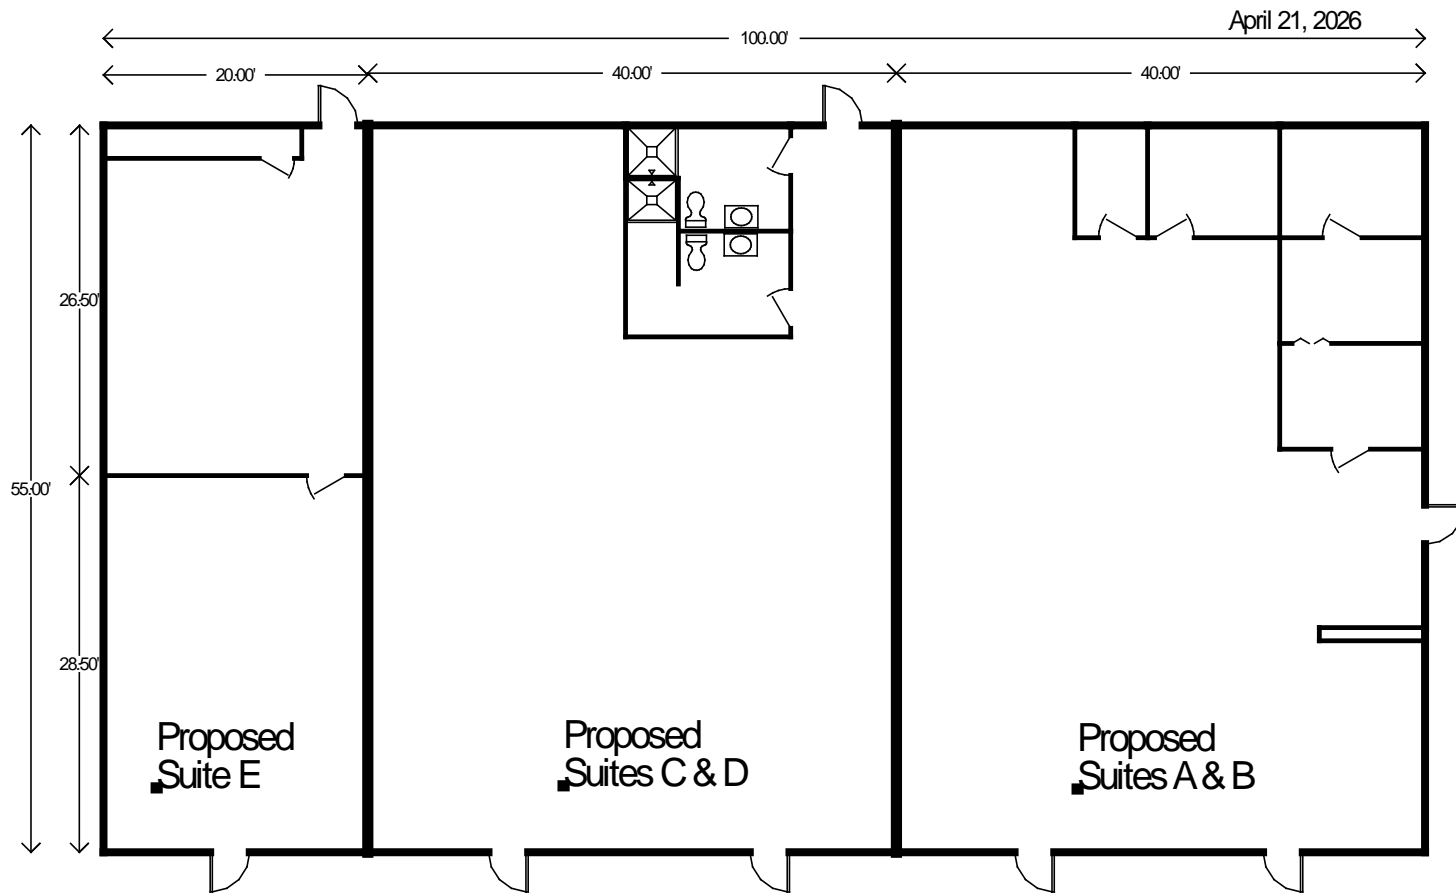 April 21, 2026
100.00'
20.00'
40.00'
40.00'
26.50'
55.00'
28.50'
Proposed
Suite E
Proposed
Suites C & D
Proposed
Suites A & B